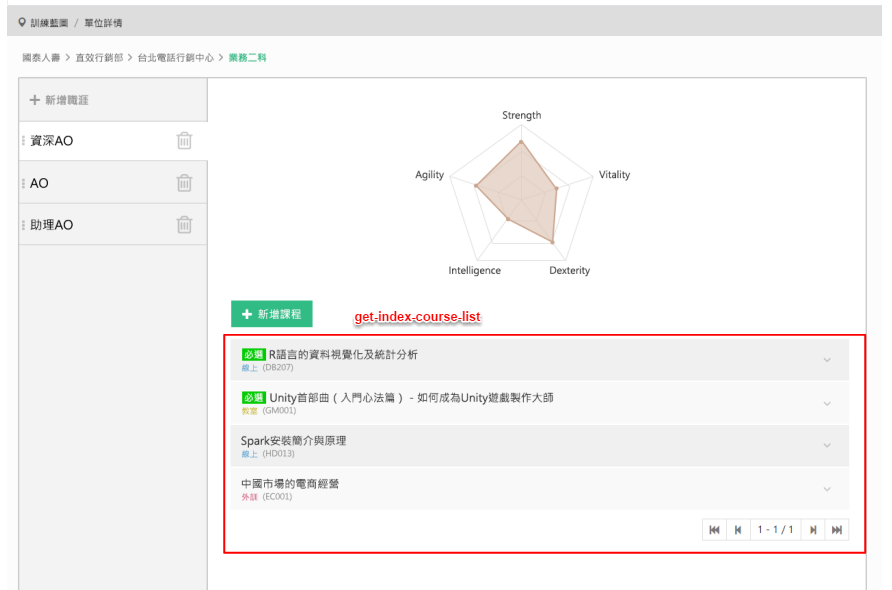 訓練藍圖 / 單位詳情
國泰人壽 > 直效行銷部 > 台北電話行銷中心 > 業務二科
+ 新增職涯
資深AO
AO
助理AO
Strength
Agility
Vitality
Intelligence
Dexterity
+ 新增課程
get-index-course-list
必選 R語言的資料視覺化及統計分析
線上 (DB207)
必選 Unity首部曲（入門心法篇） - 如何成為Unity遊戲製作大師
教室 (GM001)
Spark安裝簡介與原理
線上 (HD013)
中國市場的電商經營
外訓 (EC001)
1 - 1 / 1